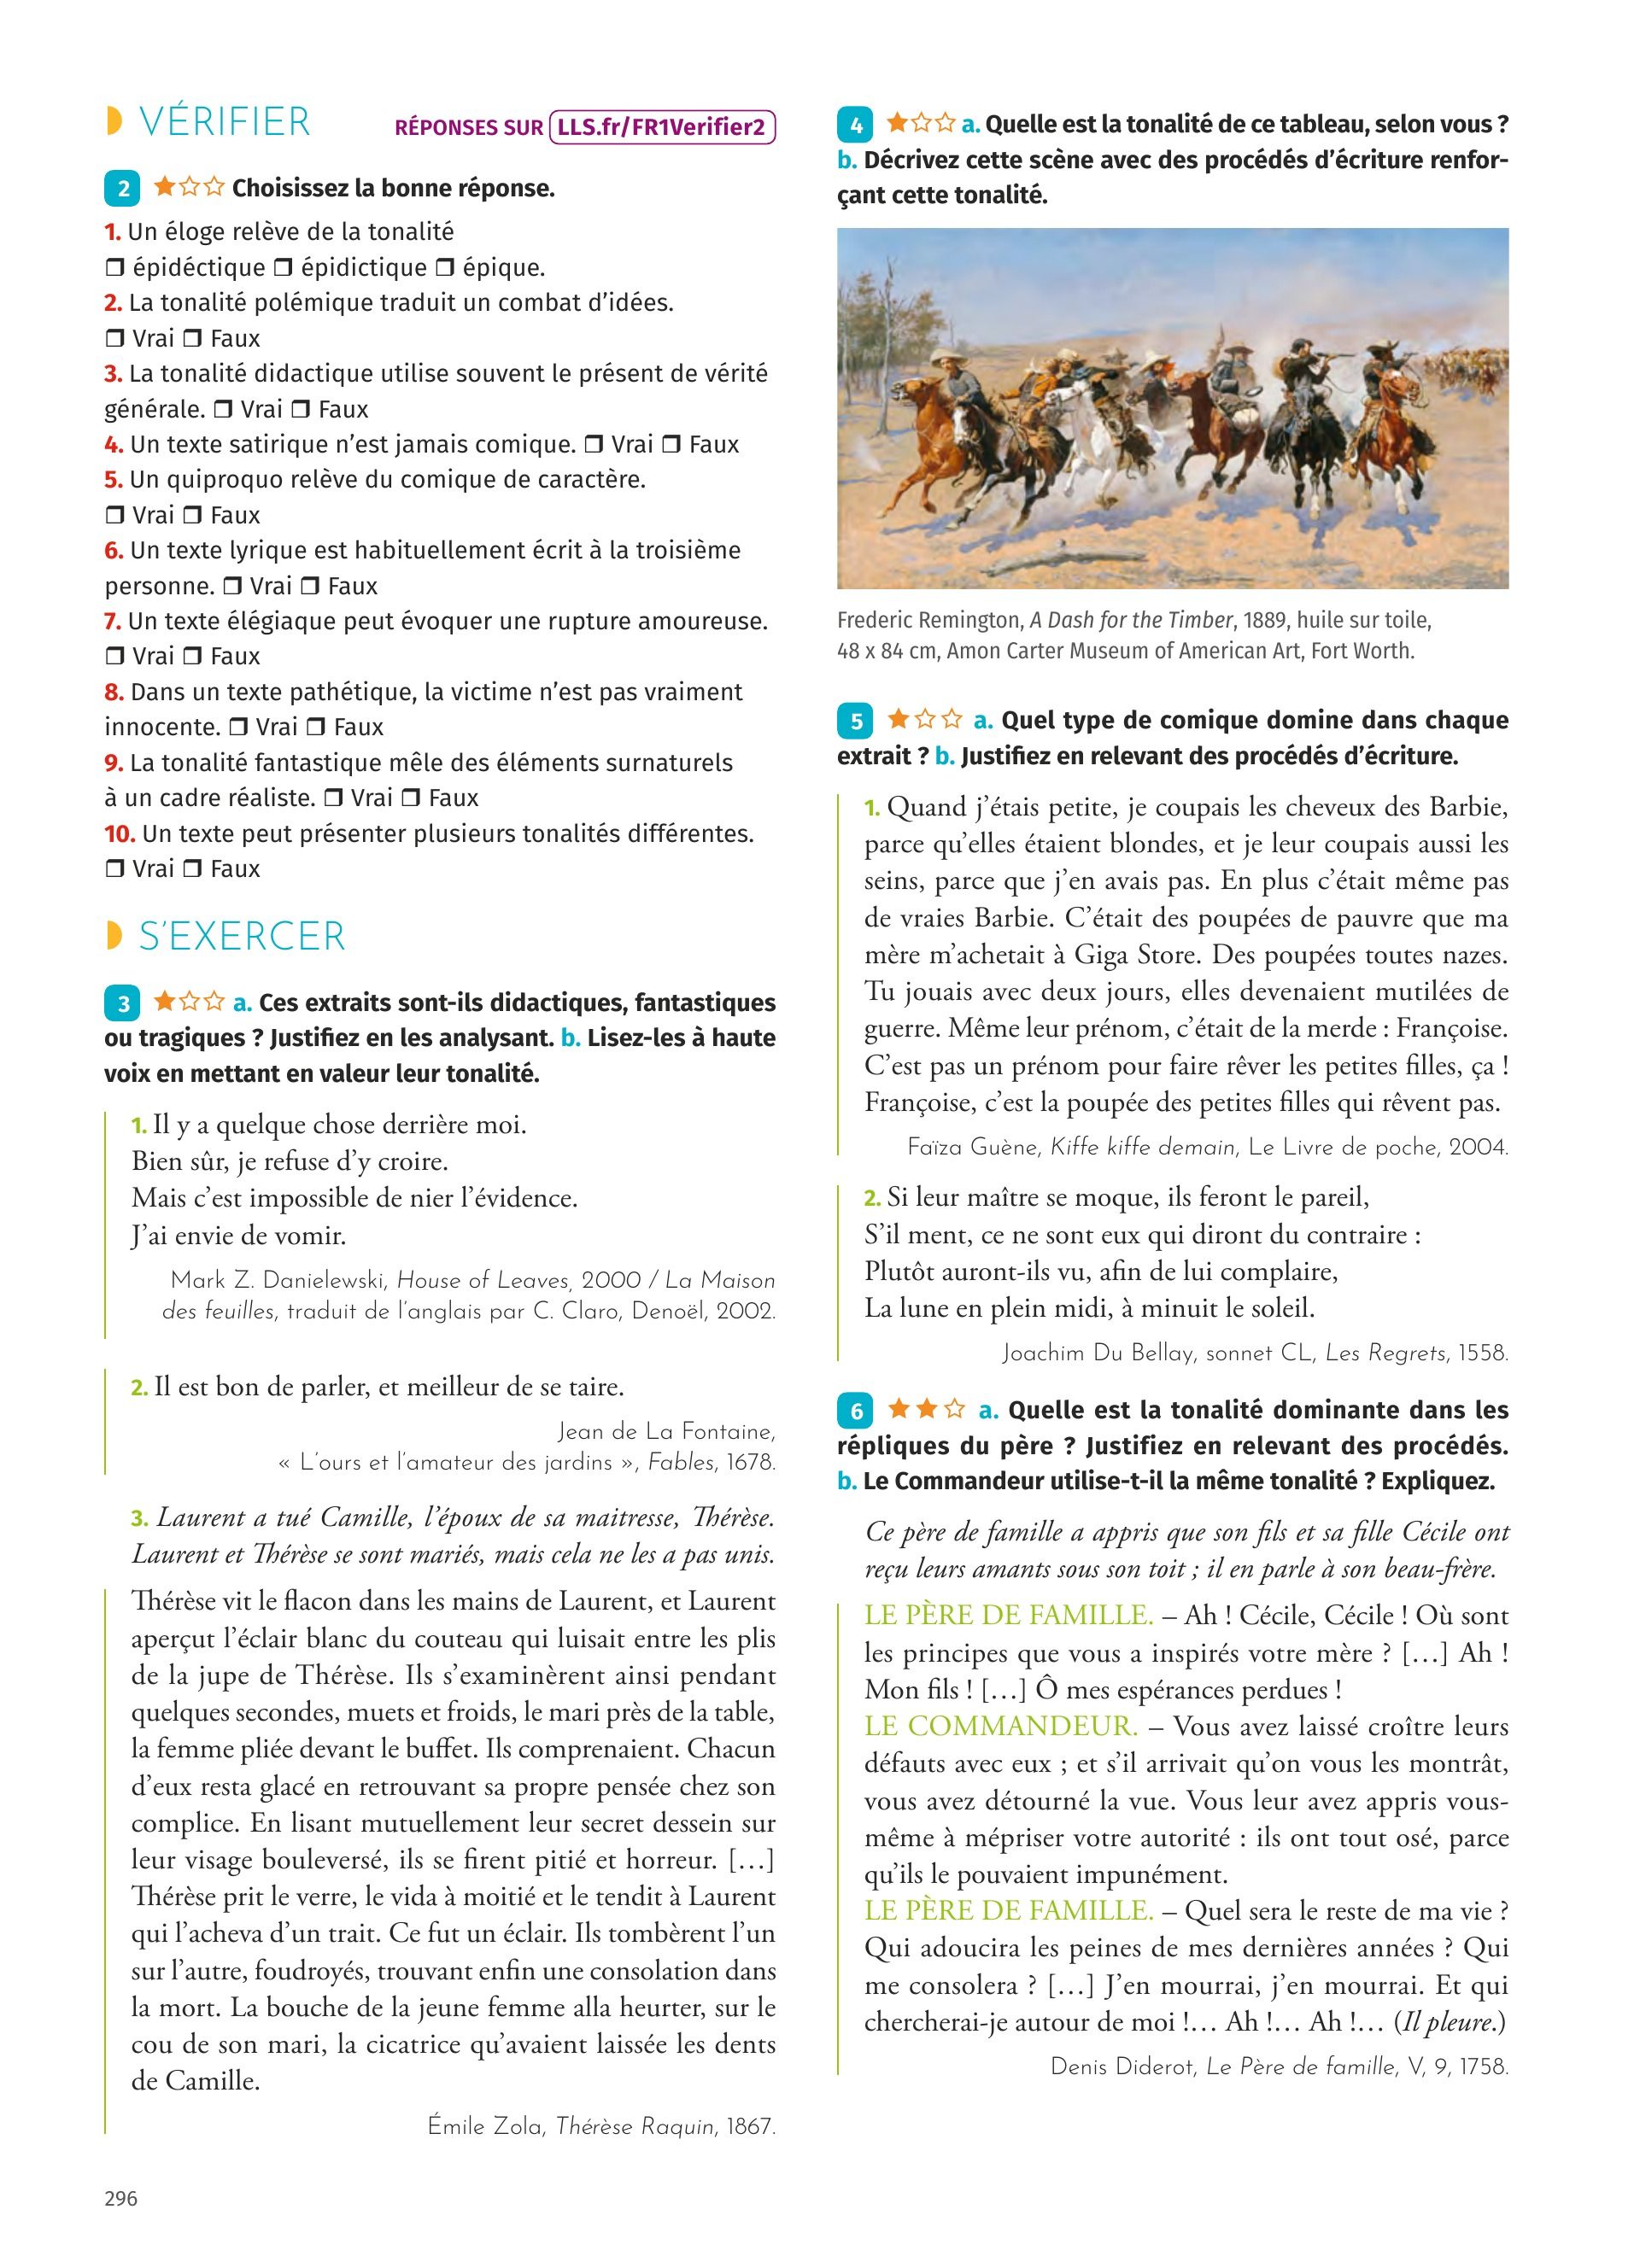 VÉRIFIER
RÉPONSES SUR LLS.fr/FR1Verifier2
2 ★☆☆ Choisissez la bonne réponse.
1. Un éloge relève de la tonalité
❒ épidéctique ❒ épidictique ❒ épique.
2. La tonalité polémique traduit un combat d’idées.
❒ Vrai ❒ Faux
3. La tonalité didactique utilise souvent le présent de vérité
générale. ❒ Vrai ❒ Faux
4. Un texte satirique n’est jamais comique. ❒ Vrai ❒ Faux
5. Un quiproquo relève du comique de caractère.
❒ Vrai ❒ Faux
6. Un texte lyrique est habituellement écrit à la troisième
personne. ❒ Vrai ❒ Faux
7. Un texte élégiaque peut évoquer une rupture amoureuse.
❒ Vrai ❒ Faux
8. Dans un texte pathétique, la victime n’est pas vraiment
innocente. ❒ Vrai ❒ Faux
9. La tonalité fantastique mêle des éléments surnaturels
à un cadre réaliste. ❒ Vrai ❒ Faux
10. Un texte peut présenter plusieurs tonalités différentes.
❒ Vrai ❒ Faux
S’EXERCER
3 ★☆☆ a. Ces extraits sont-ils didactiques, fantastiques
ou tragiques ? Justifiez en les analysant. b. Lisez-les à haute
voix en mettant en valeur leur tonalité.
1. Il y a quelque chose derrière moi.
Bien sûr, je refuse d’y croire.
Mais c’est impossible de nier l’évidence.
J’ai envie de vomir.
Mark Z. Danielewski, House of Leaves, 2000 / La Maison
des feuilles, traduit de l’anglais par C. Claro, Denoël, 2002.
2. Il est bon de parler, et meilleur de se taire.
Jean de La Fontaine,
« L’ours et l’amateur des jardins », Fables, 1678.
3. Laurent a tué Camille, l’époux de sa maitresse, Thérèse.
Laurent et Thérèse se sont mariés, mais cela ne les a pas unis.
Thérèse vit le flacon dans les mains de Laurent, et Laurent
aperçut l’éclair blanc du couteau qui luisait entre les plis
de la jupe de Thérèse. Ils s’examinèrent ainsi pendant
quelques secondes, muets et froids, le mari près de la table,
la femme pliée devant le buffet. Ils comprenaient. Chacun
d’eux resta glacé en retrouvant sa propre pensée chez son
complice. En lisant mutuellement leur secret dessein sur
leur visage bouleversé, ils se firent pitié et horreur. […]
Thérèse prit le verre, le vida à moitié et le tendit à Laurent
qui l’acheva d’un trait. Ce fut un éclair. Ils tombèrent l’un
sur l’autre, foudroyés, trouvant enfin une consolation dans
la mort. La bouche de la jeune femme alla heurter, sur le
cou de son mari, la cicatrice qu’avaient laissée les dents
de Camille.
Émile Zola, Thérèse Raquin, 1867.
4 ★☆☆ a. Quelle est la tonalité de ce tableau, selon vous ?
b. Décrivez cette scène avec des procédés d’écriture renfor-
çant cette tonalité.
Frederic Remington, A Dash for the Timber, 1889, huile sur toile,
48 x 84 cm, Amon Carter Museum of American Art, Fort Worth.
5 ★☆☆ a. Quel type de comique domine dans chaque
extrait ? b. Justifiez en relevant des procédés d’écriture.
1. Quand j’étais petite, je coupais les cheveux des Barbie,
parce qu’elles étaient blondes, et je leur coupais aussi les
seins, parce que j’en avais pas. En plus c’était même pas
de vraies Barbie. C’était des poupées de pauvre que ma
mère m’achetait à Giga Store. Des poupées toutes nazes.
Tu jouais avec deux jours, elles devenaient mutilées de
guerre. Même leur prénom, c’était de la merde : Françoise.
C’est pas un prénom pour faire rêver les petites filles, ça !
Françoise, c’est la poupée des petites filles qui rêvent pas.
Faïza Guène, Kiffe kiffe demain, Le Livre de poche, 2004.
2. Si leur maître se moque, ils feront le pareil,
S’il ment, ce ne sont eux qui diront du contraire :
Plutôt auront-ils vu, afin de lui complaire,
La lune en plein midi, à minuit le soleil.
Joachim Du Bellay, sonnet CL, Les Regrets, 1558.
6 ★★☆ a. Quelle est la tonalité dominante dans les
répliques du père ? Justifiez en relevant des procédés.
b. Le Commandeur utilise-t-il la même tonalité ? Expliquez.
Ce père de famille a appris que son fils et sa fille Cécile ont
reçu leurs amants sous son toit ; il en parle à son beau-frère.
LE PÈRE DE FAMILLE. – Ah ! Cécile, Cécile ! Où sont
les principes que vous a inspirés votre mère ? […] Ah !
Mon fils ! […] Ô mes espérances perdues !
LE COMMANDEUR. – Vous avez laissé croître leurs
défauts avec eux ; et s’il arrivait qu’on vous les montrât,
vous avez détourné la vue. Vous leur avez appris vous-
même à mépriser votre autorité : ils ont tout osé, parce
qu’ils le pouvaient impunément.
LE PÈRE DE FAMILLE. – Quel sera le reste de ma vie ?
Qui adoucira les peines de mes dernières années ? Qui
me consolera ? […] J’en mourrai, j’en mourrai. Et qui
chercherai-je autour de moi !… Ah !… Ah !… (Il pleure.)
Denis Diderot, Le Père de famille, V, 9, 1758.
296